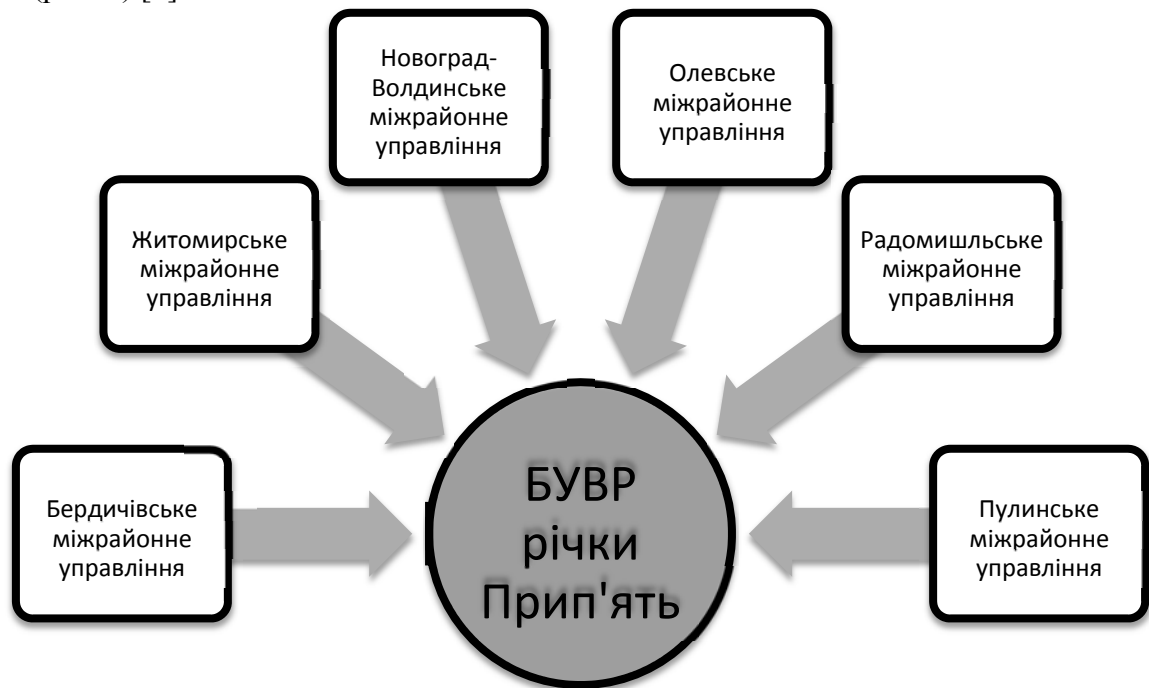 Новоград-
Волдинське
міжрайонне
управління
Олевське
міжрайонне
управління
Житомирське
міжрайонне
управління
Радомишльське
міжрайонне
управління
Бердичівське
міжрайонне
управління
БУВР
річки
Прип'ять
Пулинське
міжрайонне
управління